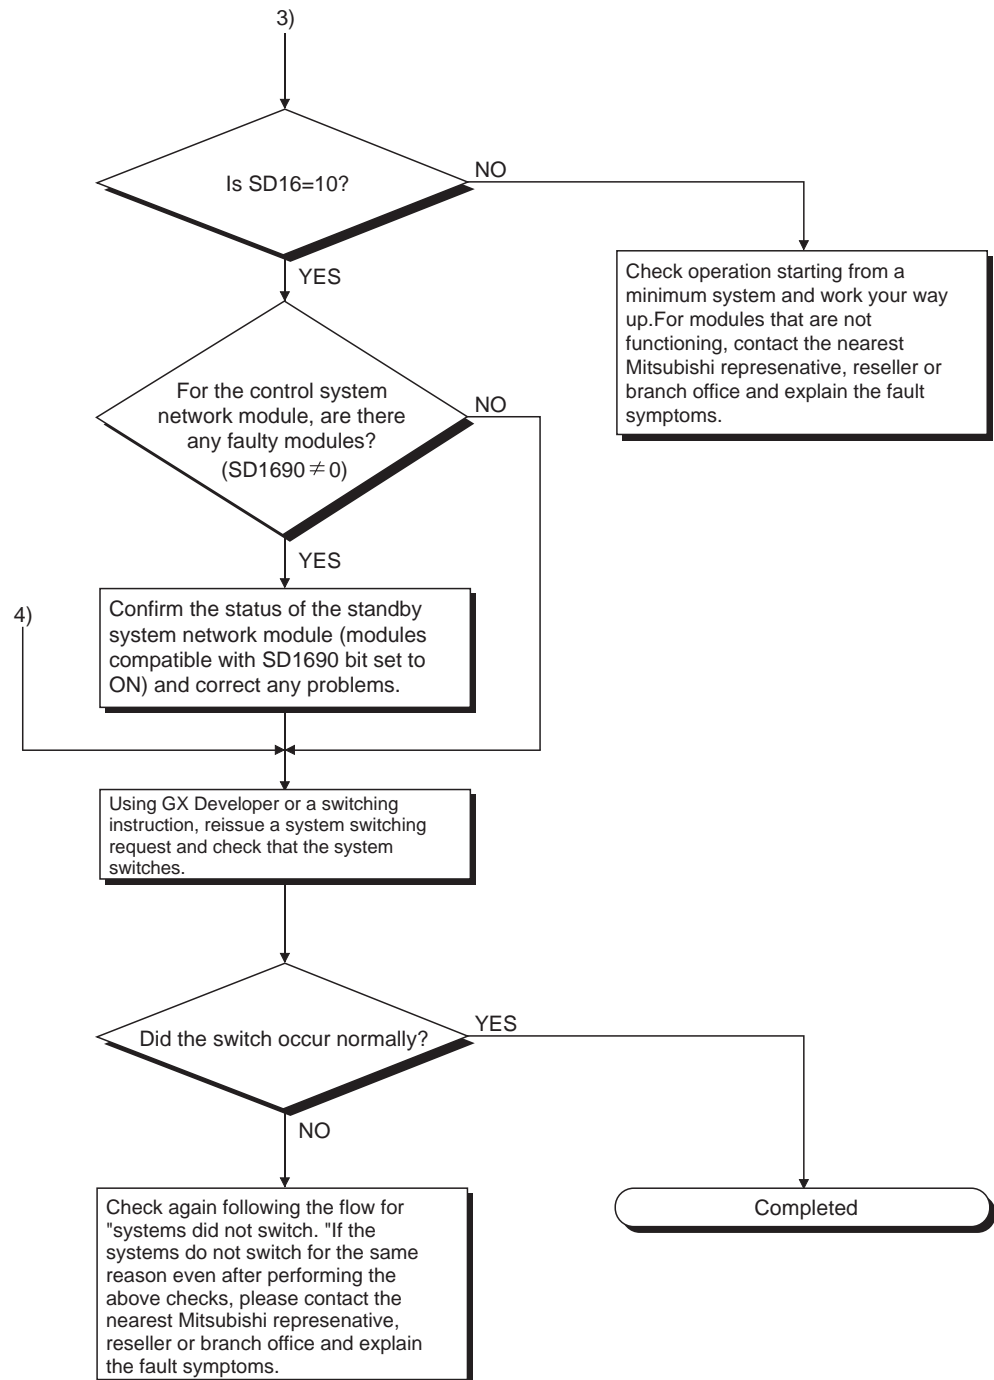 3)
Is SD16=10?
NO
YES
Check operation starting from a
minimum system and work your way
up.For modules that are not
functioning, contact the nearest
Mitsubishi represenative, reseller or
branch office and explain the fault
symptoms.
For the control system
network module, are there
any faulty modules?
(SD1690≠0)
NO
YES
4)
Confirm the status of the standby
system network module (modules
compatible with SD1690 bit set to
ON) and correct any problems.
Using GX Developer or a switching
instruction, reissue a system switching
request and check that the system
switches.
Did the switch occur normally?
YES
NO
Check again following the flow for
"systems did not switch. "If the
systems do not switch for the same
reason even after performing the
above checks, please contact the
nearest Mitsubishi represenative,
reseller or branch office and explain
the fault symptoms.
Completed